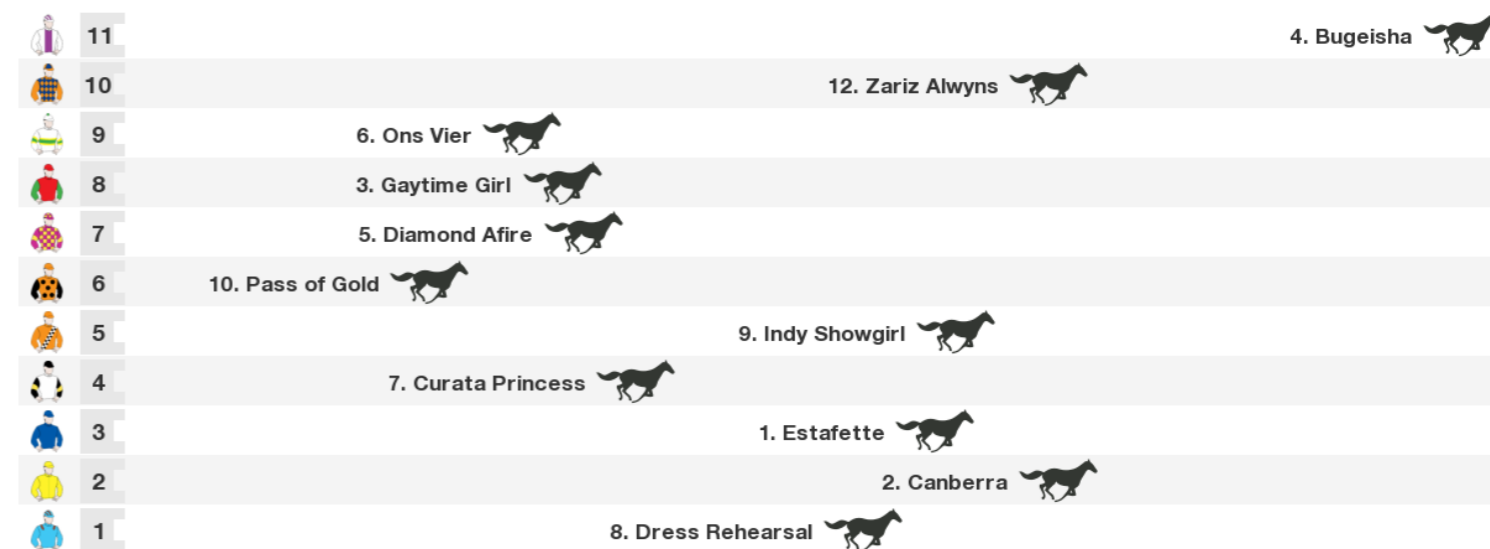 11 4. Bugeisha
10 12. Zariz Alwyns
9 6. Ons Vier
8 3. Gaytime Girl
7 5. Diamond Afire
6 10. Pass of Gold
5 9. Indy Showgirl
4 7. Curata Princess
3 1. Estafette
2 2. Canberra
1 8. Dress Rehearsal